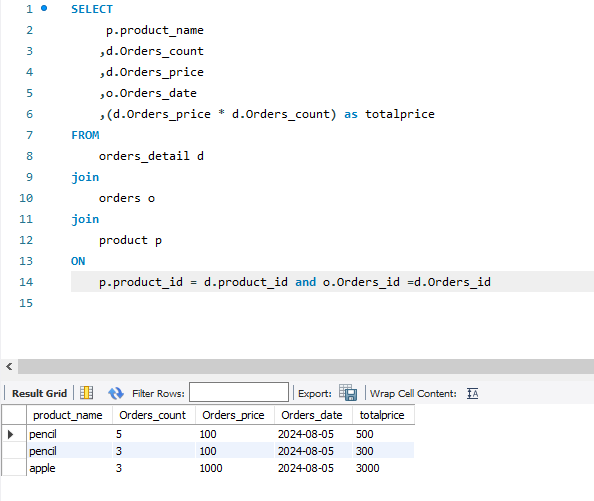 1 SELECT
2 p.product_name
3 ,d.Orders_count
4 ,d.Orders_price
5 ,o.Orders_date
6 ,(d.Orders_price * d.Orders_count) as totalprice
7 FROM
8 orders_detail d
9 join
10 orders o
11 join
12 product p
13 ON
14 p.product_id = d.product_id and o.Orders_id =d.Orders_id
15
Result Grid Filter Rows: Export: Wrap Cell Content: IA
product_name Orders_count Orders_price Orders_date totalprice
pencil 5 100 2024-08-05 500
pencil 3 100 2024-08-05 300
apple 3 1000 2024-08-05 3000